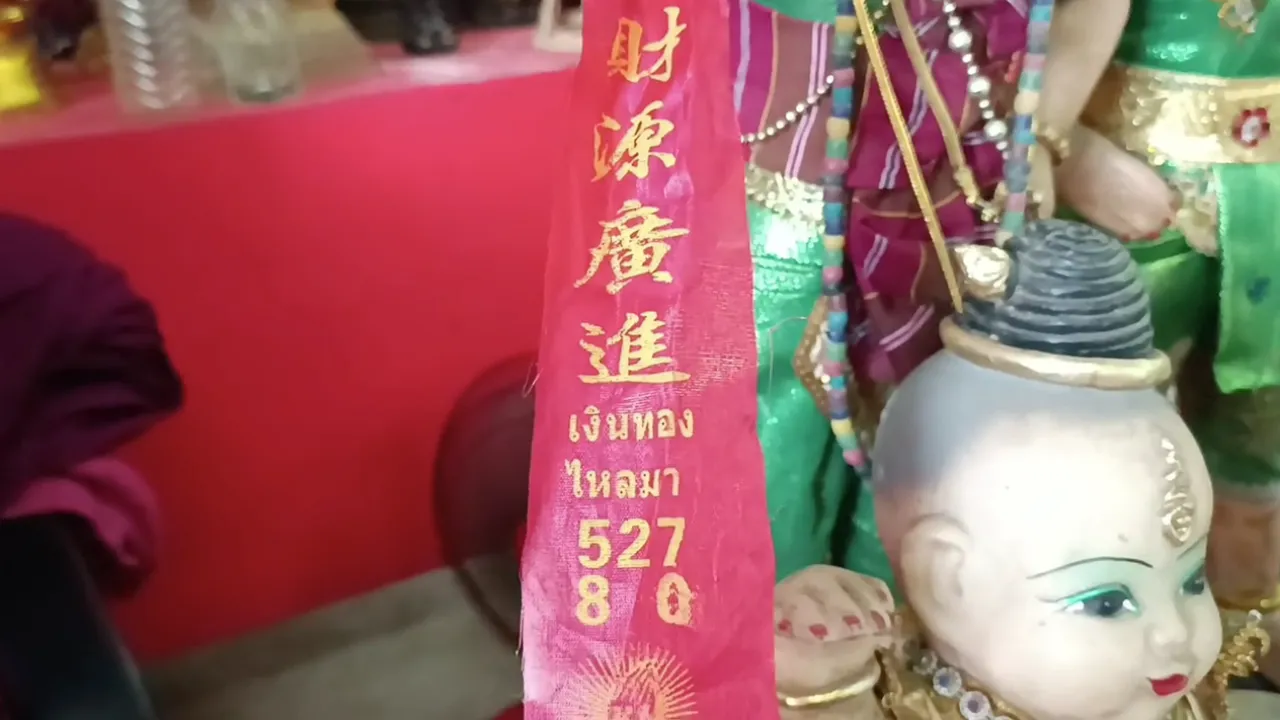 財源廣進
เงินทอง
ไหลมา
527
8 0